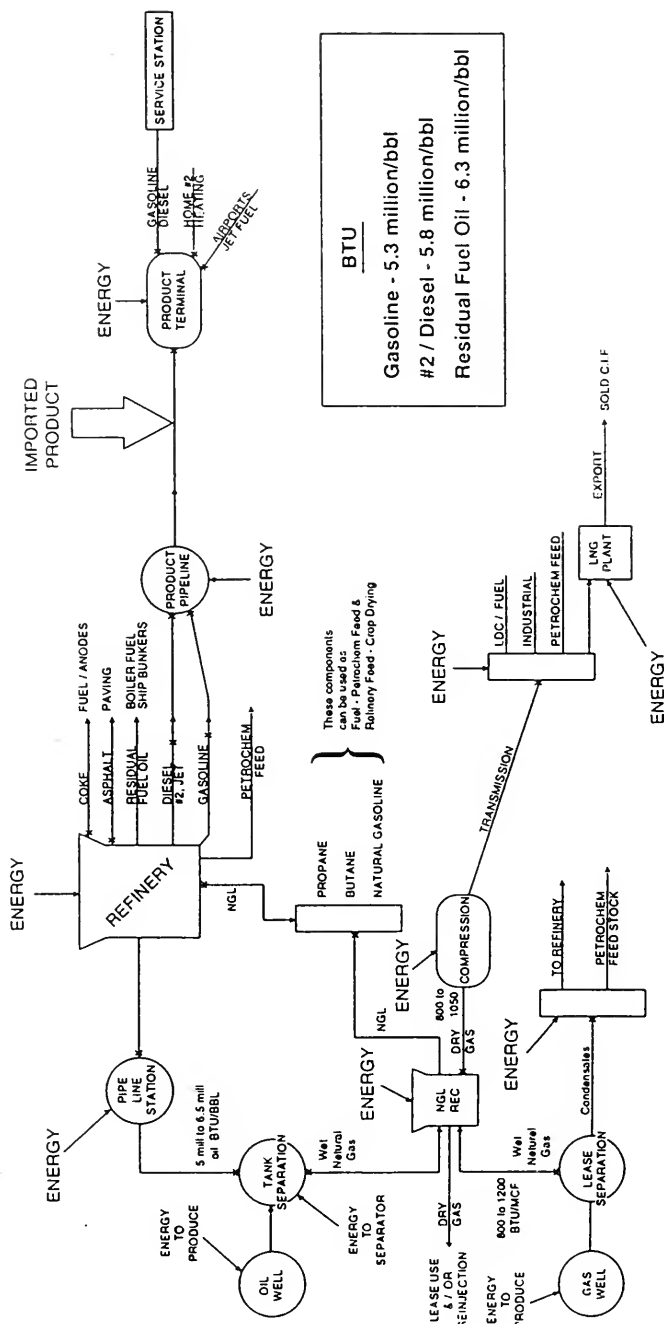 ENERGY
TO
PRODUCE
OIL
WELL
ENERGY
TO
SEPARATOR
TANK
SEPARATION
5 mill to 6.5 mill
oil BTU/BBL
ENERGY
PIPE
LINE
STATION
ENERGY
REFINERY
COKE
FUEL / ANODES
ASPHALT
PAVING
RESIDUAL
FUEL OIL
BOILER FUEL
SHIP BUNKERS
DIESEL
#2, JET
GASOLINE
PETROCHEM
FEED
NGL
PRODUCT
PIPELINE
ENERGY
IMPORTED
PRODUCT
ENERGY
PRODUCT
TERMINAL
GASOLINE
DIESEL
HOME #2
HEATING
AIRPORTS
JET FUEL
SERVICE STATION
Wet
Natural
Gas
NGL
PROPANE
BUTANE
NATURAL GASOLINE
These components
can be used as
Fuel - Petrochem Feed &
Refinery Feed - Crop Drying
BTU
Gasoline - 5.3 million/bbl
#2 / Diesel - 5.8 million/bbl
Residual Fuel Oil - 6.3 million/bbl
LEASE USE
& / OR
REINJECTION
DRY
GAS
ENERGY
NGL
REC
800 to
1050
DRY
GAS
ENERGY
COMPRESSION
TRANSMISSION
ENERGY
LDC / FUEL
INDUSTRIAL
PETROCHEM FEED
LNG
PLANT
ENERGY
EXPORT
SOLD C.I.F
ENERGY
TO
PRODUCE
GAS
WELL
800 to 1200
BTU/MCF
Wet
Natural
Gas
LEASE
SEPARATION
Condensales
ENERGY
TO REFINERY
PETROCHEM
FEED STOCK